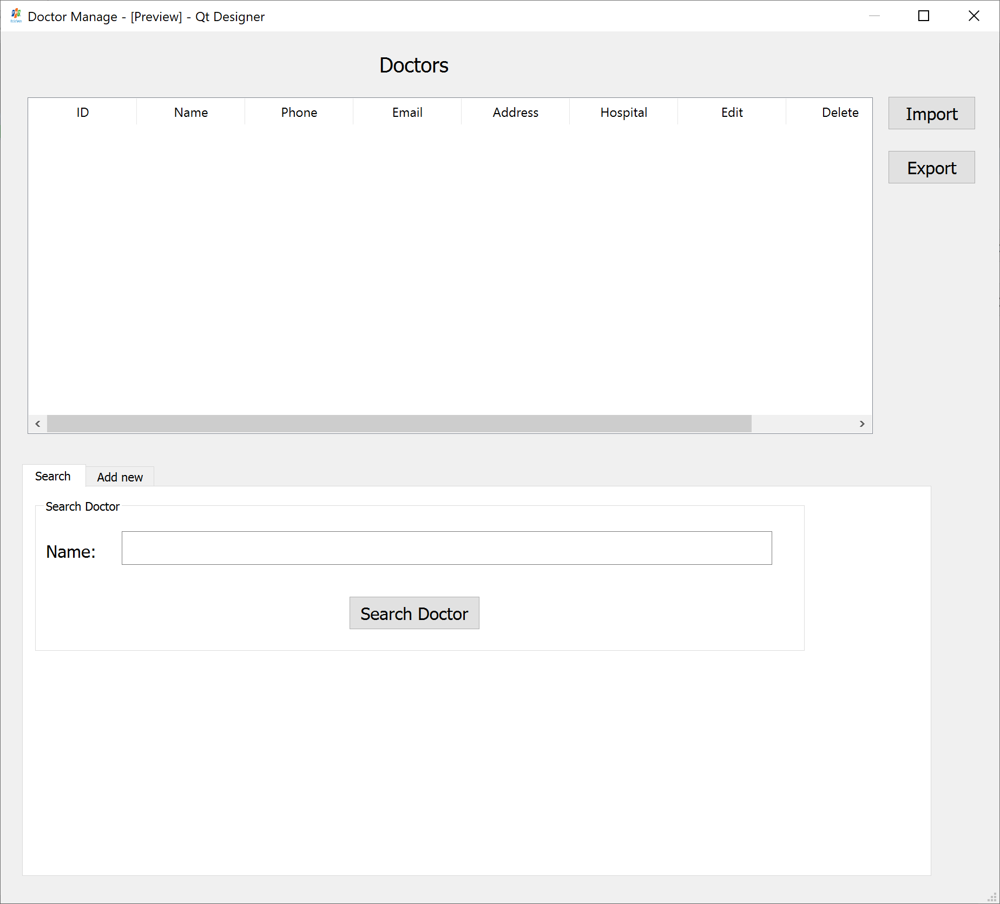 Doctor Manage - [Preview] - Qt Designer
Doctors
ID Name Phone Email Address Hospital Edit Delete
Import
Export
Search Add new
Search Doctor
Name:
Search Doctor